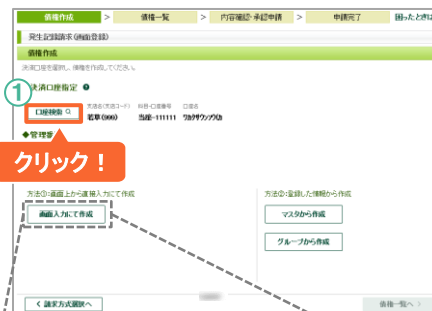 債権作成 > 債権一覧 > 内容確認・承認申請 > 申請完了 困ったときは
発生記録請求(画面登録)
債権作成
決済口座を選択し、債権を作成してください。
① 決済口座指定
支店名(支店コード) 科目・口座番号 口座名
口座検索 若草(006) 当座-111111
◆管理番
クリック！
方法①:画面上から直接入力にて作成 方法②:登録した情報から作成
画面入力にて作成 マスタから作成
グループから作成
< 請求方式選択へ 債権一覧へ >